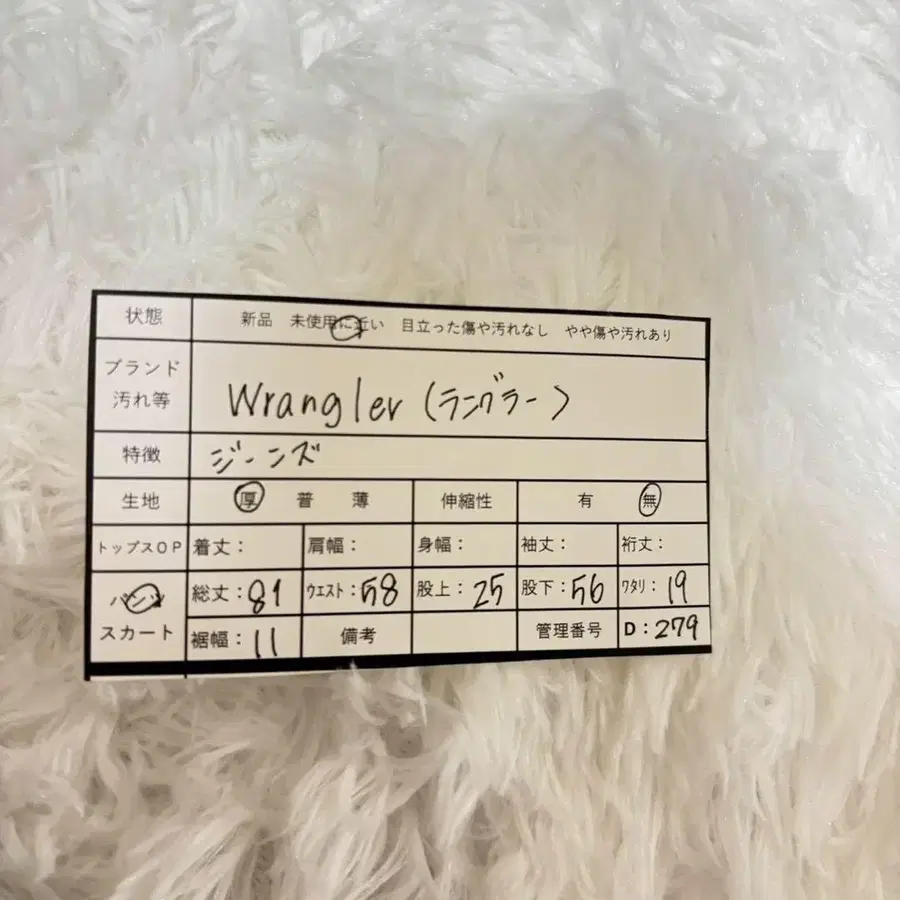 状態 新品 未使用に近い 目立った傷や汚れなし やや傷や汚れあり
ブランド
汚れ等
Wrangler (ラングラー)
特徴 ジーンズ
生地 厚 普 薄 伸縮性 有 無
トップスOP 着丈: 肩幅: 身幅: 袖丈: 裄丈:
パンツ 総丈:81 ウエスト:58 股上:25 股下:56 ワタリ:19
スカート 裾幅:11 備考 管理番号 D:279